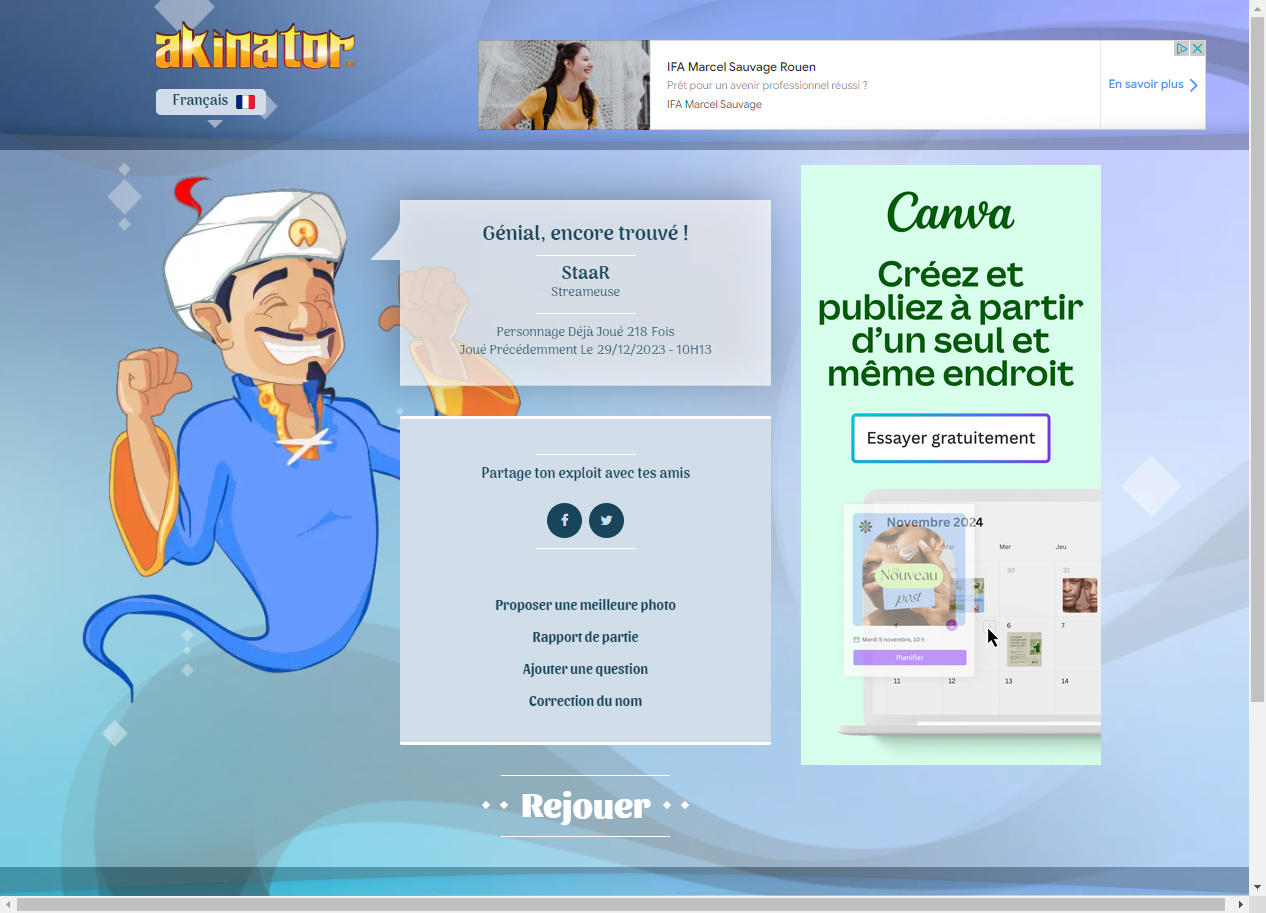 akinator
Français
IFA Marcel Sauvage Rouen
Prêt pour un avenir professionnel réussi ?
IFA Marcel Sauvage
En savoir plus
Génial, encore trouvé !
StaaR
Streameuse
Personnage Déjà Joué 218 Fois
Joué Précédemment Le 29/12/2023 - 10H13
Partage ton exploit avec tes amis
Proposer une meilleure photo
Rapport de partie
Ajouter une question
Correction du nom
Rejouer
Canva
Créez et
publiez à partir
d'un seul et
même endroit
Essayer gratuitement
Novembre 2024
Lun Mar Mer Jeu
30 31
Nouveau
post
4 6 7
Mardi 5 novembre, 10 h
Planifier
11 12 13 14